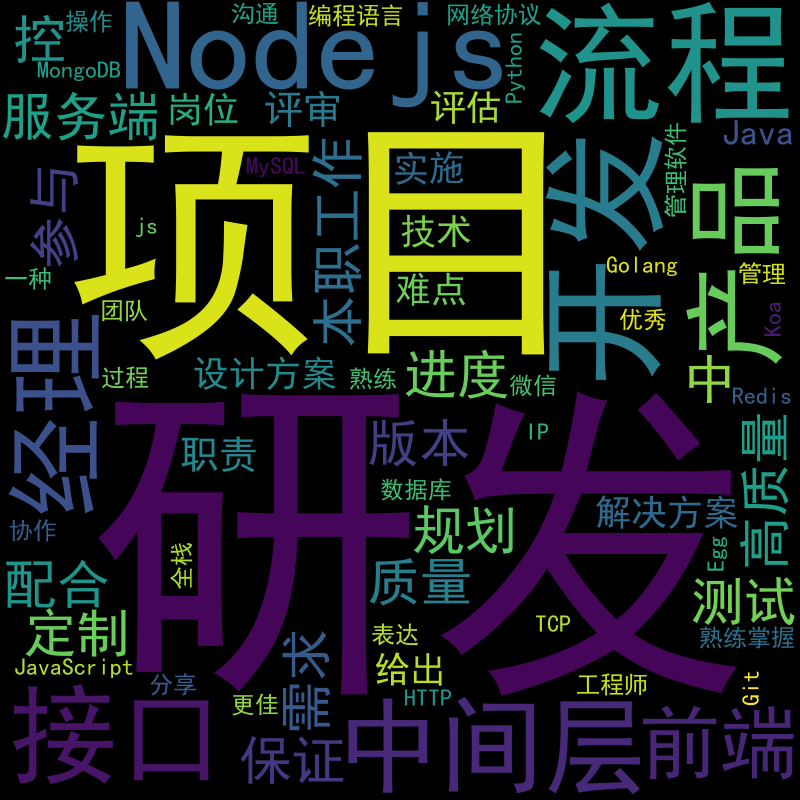 控
操作
MongoDB
Nodejs
沟通
编程语言
网络协议
Python
流程
服务端
岗位
评审
评估
Java
参与
MySQL
本职工作
实施
开发
管理软件
产品
项目
js
技术
一种
难点
Golang
管理
团队
优秀
Koa
经理
设计方案
进度
中
过程
熟练
微信
Redis
研发
版本
IP
职责
高质量
数据库
解决方案
规划
协作
全栈
Egg
配合
质量
测试
定制
需求
表达
TCP
熟练掌握
JavaScript
给出
分享
更佳
HTTP
工程师
Git
接口
保证
中间层
前端